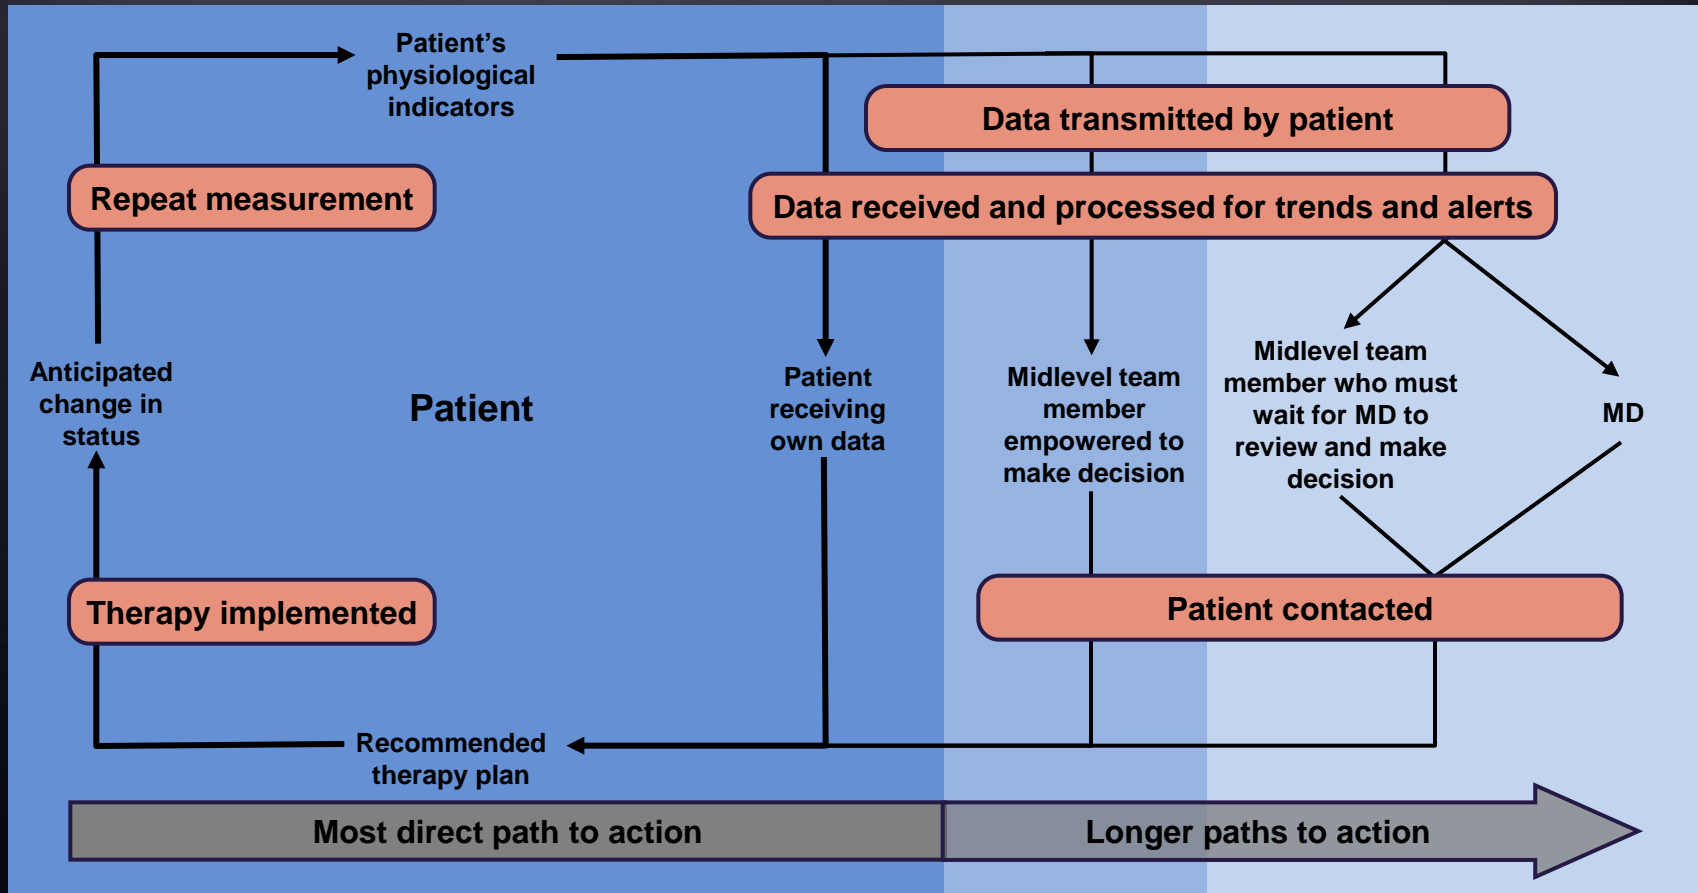 Patient's
physiological
indicators
Data transmitted by patient
Repeat measurement
Data received and processed for trends and alerts
Anticipated
change in
status
Patient
Patient
receiving
own data
Midlevel team
member
empowered to
make decision
Midlevel team
member who must
wait for MD to
review and make
decision
MD
Therapy implemented
Patient contacted
Recommended
therapy plan
Most direct path to action
Longer paths to action